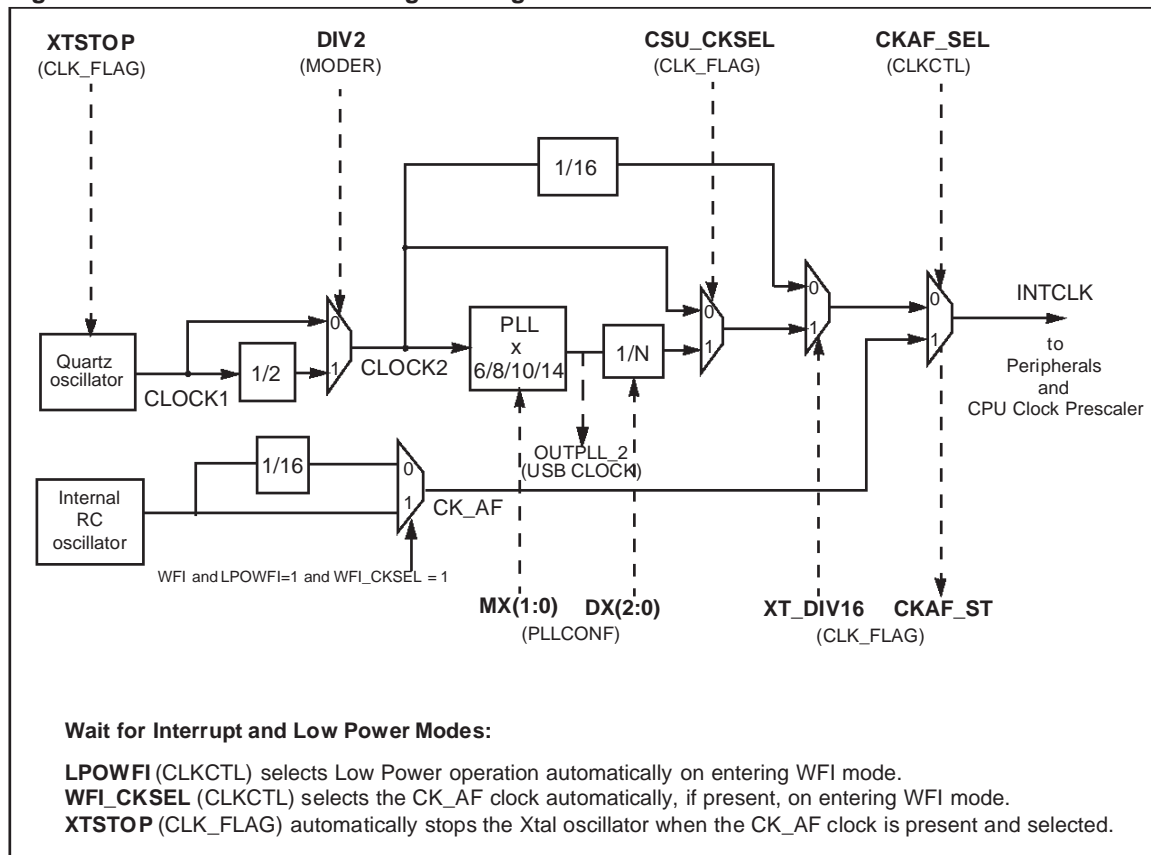 XTSTOP
(CLK_FLAG)
DIV2
(MODER)
CSU_CKSEL
(CLK_FLAG)
CKAF_SEL
(CLKCTL)
1/16
Quartz
oscillator
CLOCK1
1/2
0
1
CLOCK2
PLL
x
6/8/10/14
1/N
0
1
0
1
0
1
INTCLK
to
Peripherals
and
CPU Clock Prescaler
OUTPLL_2
(USB CLOCK)
Internal
RC
oscillator
1/16
0
1
CK_AF
WFI and LPOWFI=1 and WFI_CKSEL = 1
MX(1:0) DX(2:0)
(PLLCONF)
XT_DIV16 CKAF_ST
(CLK_FLAG)
Wait for Interrupt and Low Power Modes:
LPOWFI (CLKCTL) selects Low Power operation automatically on entering WFI mode.
WFI_CKSEL (CLKCTL) selects the CK_AF clock automatically, if present, on entering WFI mode.
XTSTOP (CLK_FLAG) automatically stops the Xtal oscillator when the CK_AF clock is present and selected.